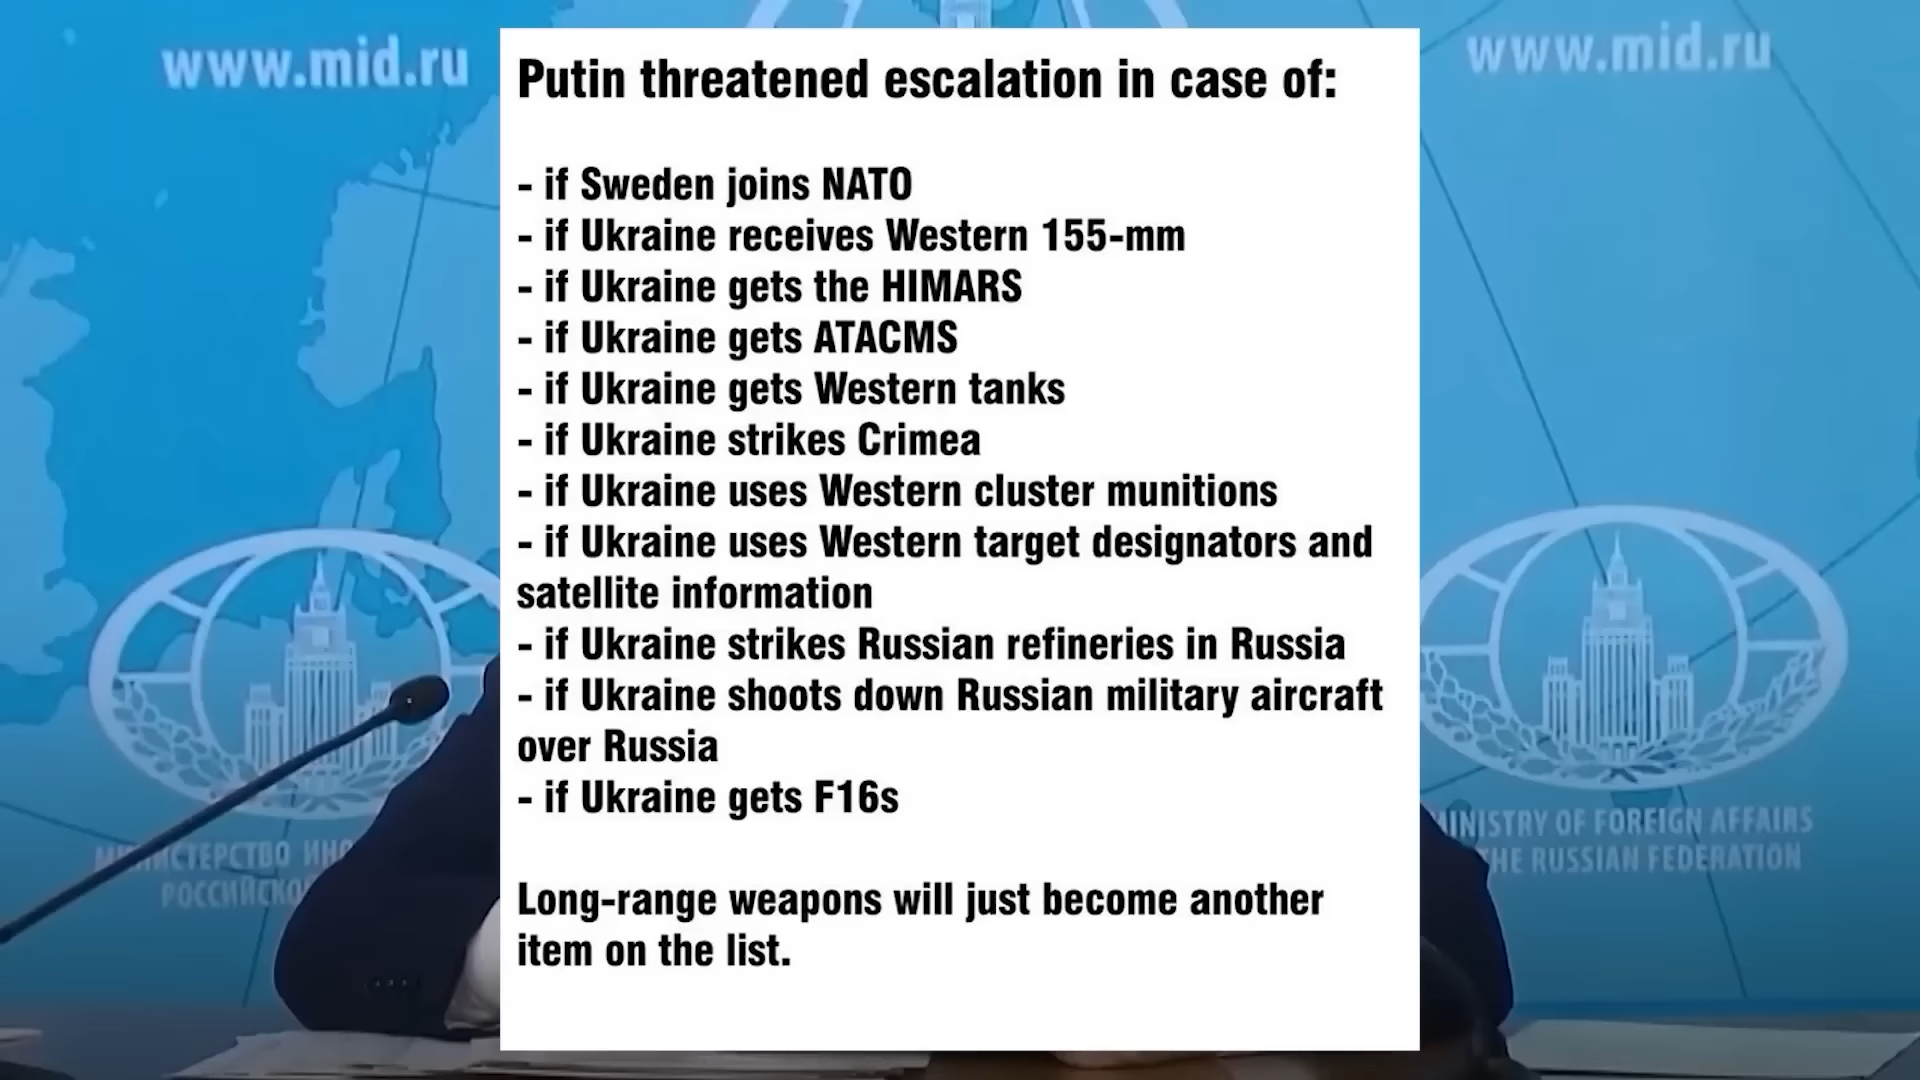 www.mid.ru
www.mid.ru
Putin threatened escalation in case of:
- if Sweden joins NATO
- if Ukraine receives Western 155-mm
- if Ukraine gets the HIMARS
- if Ukraine gets ATACMS
- if Ukraine gets Western tanks
- if Ukraine strikes Crimea
- if Ukraine uses Western cluster munitions
- if Ukraine uses Western target designators and
satellite information
- if Ukraine strikes Russian refineries in Russia
- if Ukraine shoots down Russian military aircraft
over Russia
- if Ukraine gets F16s
Long-range weapons will just become another
item on the list.
OF FOREIGN AFFAIRS
RUSSIAN FEDERATION